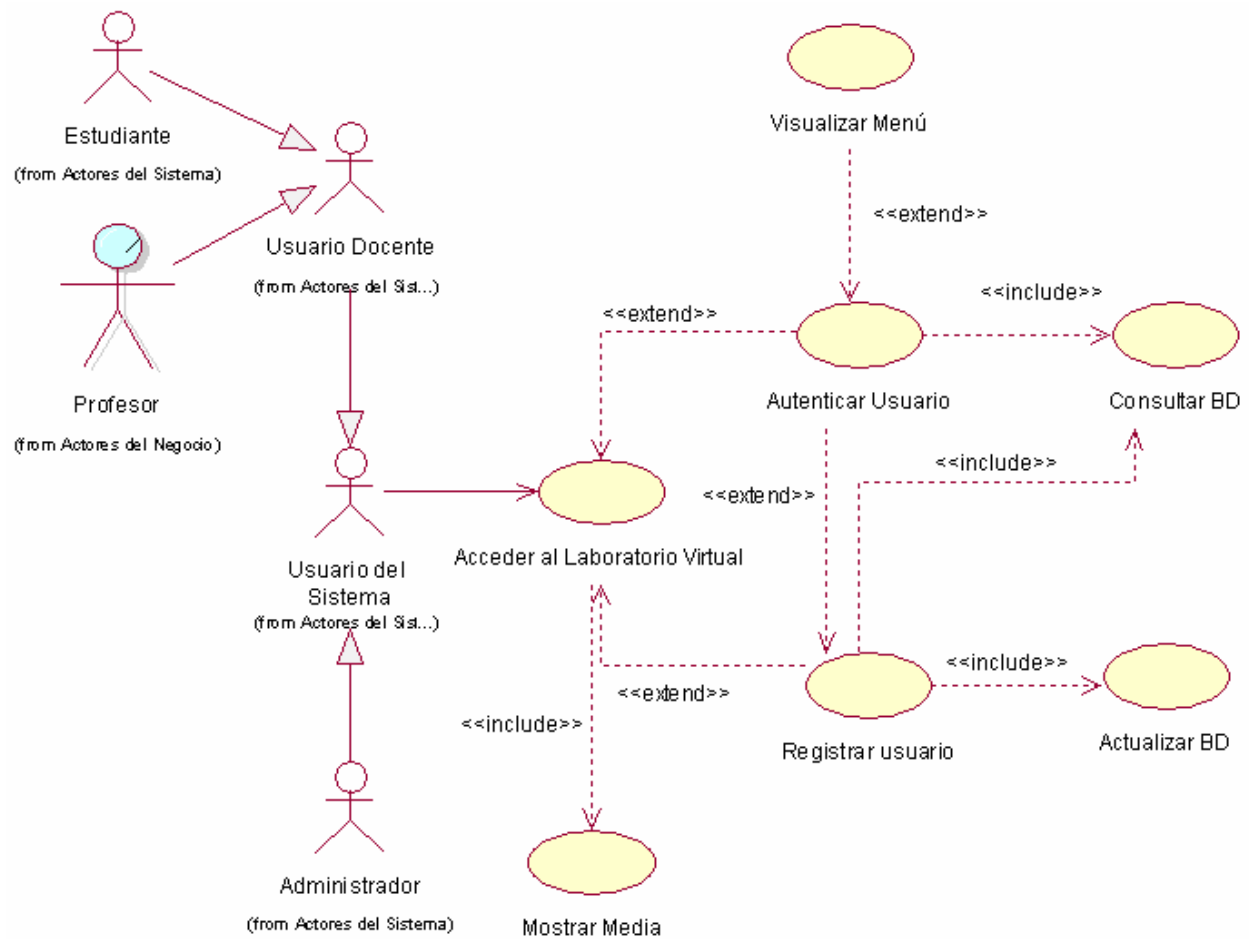 Estudiante
(from Actores del Sistema)
Visualizar Menú
<<extend>>
Usuario Docente
(from Actores del Sist...)
Profesor
(from Actores del Negocio)
<<extend>>
<<include>>
Autenticar Usuario
Consultar BD
<<include>>
<<extend>>
Usuario del
Sistema
(from Actores del Sist...)
Acceder al Laboratorio Virtual
<<include>>
<<extend>>
<<include>>
Registrar usuario
Actualizar BD
Administrador
(from Actores del Sistema)
Mostrar Media